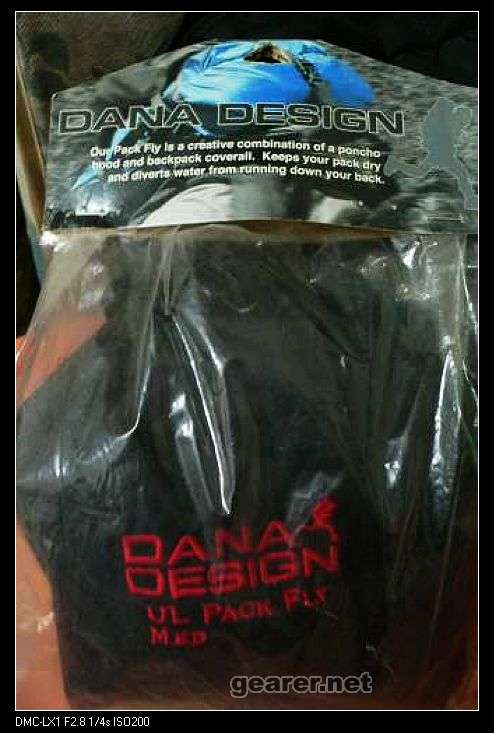 DANA DESIGN
Our Pack Fly is a creative combination of a poncho
hood and backpack coverall. Keeps your pack dry
and diverts water from running down your back.
DANA
DESIGN
UL PACK FLY
MED
gearer.net
DMC-LX1 F2.8 1/4s ISO200